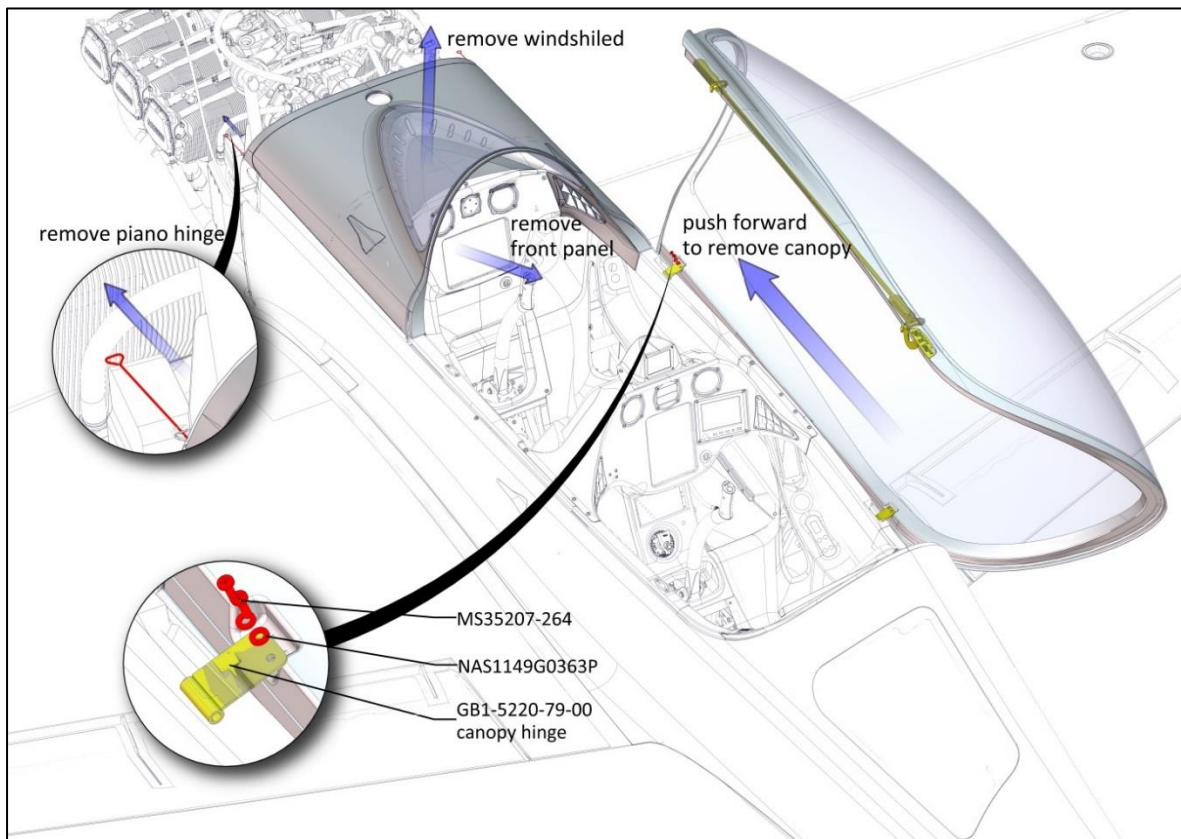 remove windshiled
remove
front panel
push forward
to remove canopy
remove piano hinge
MS35207-264
NAS1149G0363P
GB1-5220-79-00
canopy hinge